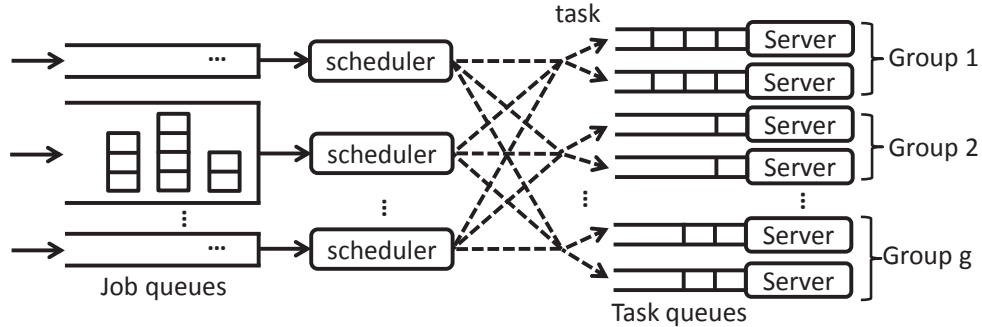 task
...
scheduler
Server
Server
Group 1
scheduler
Server
Server
Group 2
...
...
...
...
...
scheduler
Server
Server
Group g
Job queues
Task queues